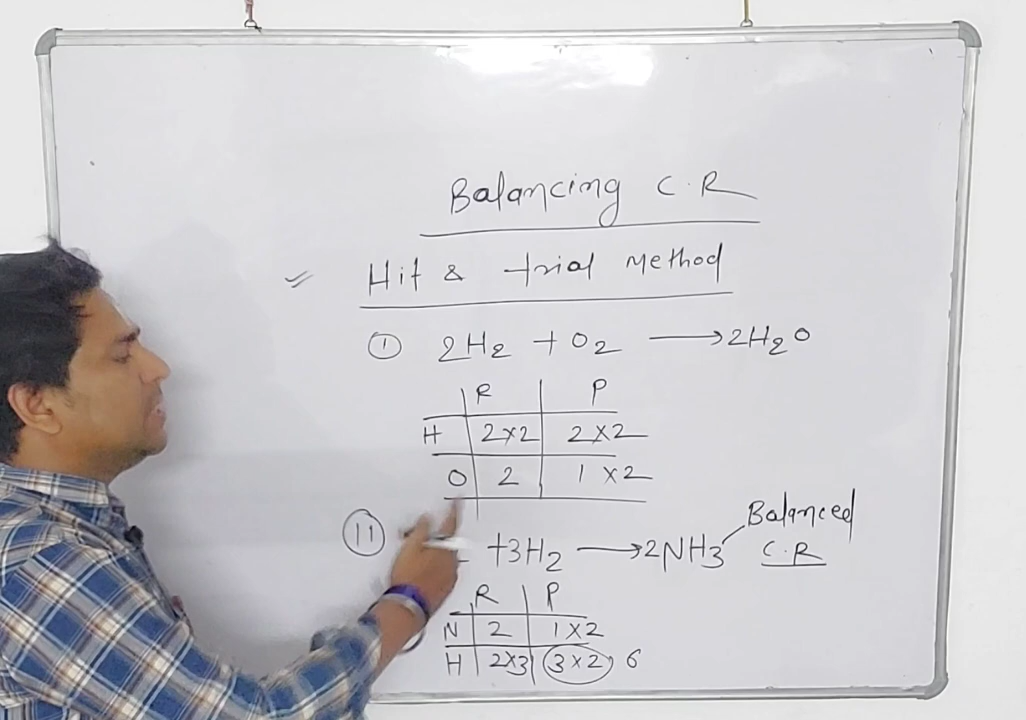 Balancing C.R
Hit & trial Method
① 2H2 + O2 ⟶ 2H2O
R P
H 2×2 2×2
O 2 1×2
Balanced
⑪ +3H2 ⟶ 2NH3 C.R
R P
N 2 1×2
H 2×3 3×2 6